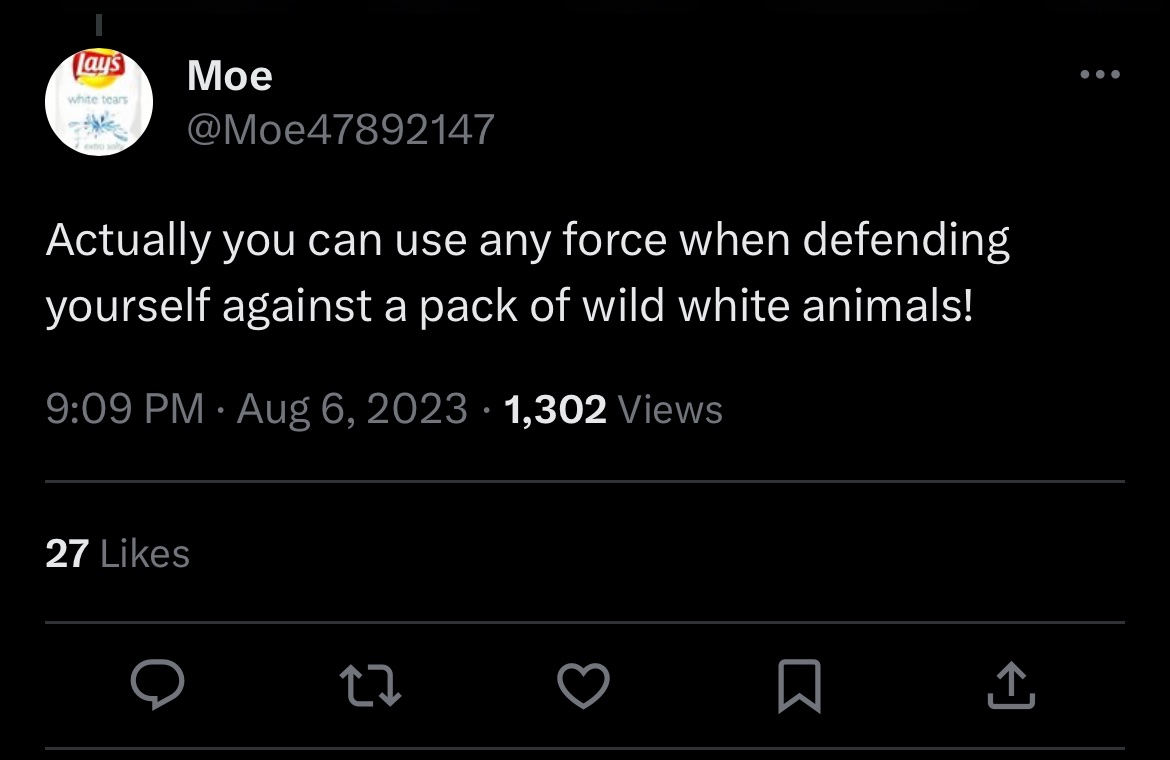 Lay's
white tears
extra salty
Moe
@Moe47892147
Actually you can use any force when defending
yourself against a pack of wild white animals!
9:09 PM · Aug 6, 2023 · 1,302 Views
27 Likes